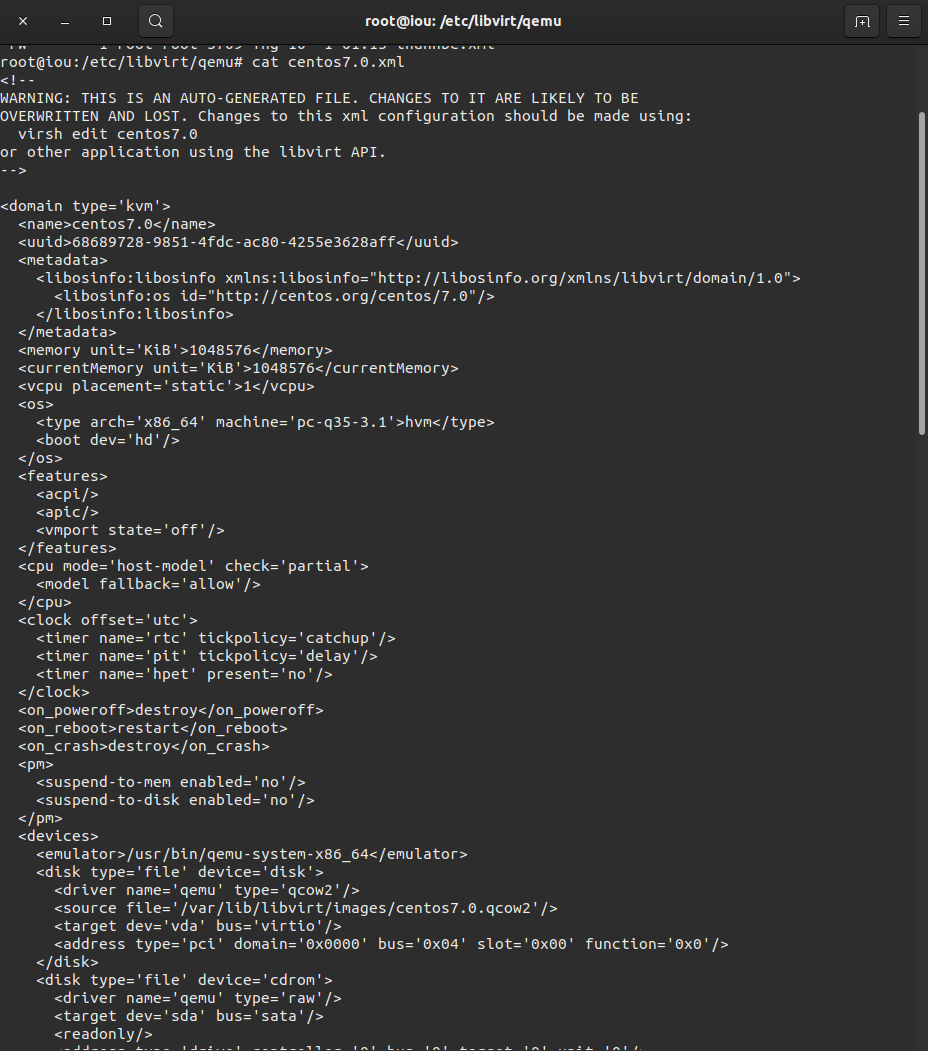 root@iou: /etc/libvirt/qemu
root@iou:/etc/libvirt/qemu# cat centos7.0.xml
<!--
WARNING: THIS IS AN AUTO-GENERATED FILE. CHANGES TO IT ARE LIKELY TO BE
OVERWRITTEN AND LOST. Changes to this xml configuration should be made using:
  virsh edit centos7.0
or other application using the libvirt API.
-->

<domain type='kvm'>
  <name>centos7.0</name>
  <uuid>68689728-9851-4fdc-ac80-4255e3628aff</uuid>
  <metadata>
    <libosinfo:libosinfo xmlns:libosinfo="http://libosinfo.org/xmlns/libvirt/domain/1.0">
      <libosinfo:os id="http://centos.org/centos/7.0"/>
    </libosinfo:libosinfo>
  </metadata>
  <memory unit='KiB'>1048576</memory>
  <currentMemory unit='KiB'>1048576</currentMemory>
  <vcpu placement='static'>1</vcpu>
  <os>
    <type arch='x86_64' machine='pc-q35-3.1'>hvm</type>
    <boot dev='hd'/>
  </os>
  <features>
    <acpi/>
    <apic/>
    <vmport state='off'/>
  </features>
  <cpu mode='host-model' check='partial'>
    <model fallback='allow'/>
  </cpu>
  <clock offset='utc'>
    <timer name='rtc' tickpolicy='catchup'/>
    <timer name='pit' tickpolicy='delay'/>
    <timer name='hpet' present='no'/>
  </clock>
  <on_poweroff>destroy</on_poweroff>
  <on_reboot>restart</on_reboot>
  <on_crash>destroy</on_crash>
  <pm>
    <suspend-to-mem enabled='no'/>
    <suspend-to-disk enabled='no'/>
  </pm>
  <devices>
    <emulator>/usr/bin/qemu-system-x86_64</emulator>
    <disk type='file' device='disk'>
      <driver name='qemu' type='qcow2'/>
      <source file='/var/lib/libvirt/images/centos7.0.qcow2'/>
      <target dev='vda' bus='virtio'/>
      <address type='pci' domain='0x0000' bus='0x04' slot='0x00' function='0x0'/>
    </disk>
    <disk type='file' device='cdrom'>
      <driver name='qemu' type='raw'/>
      <target dev='sda' bus='sata'/>
      <readonly/>